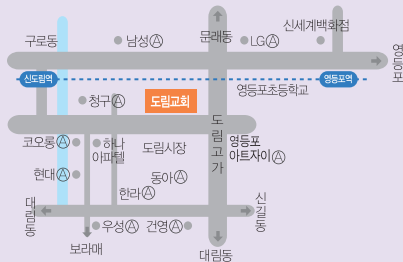 신세계백화점
구로동
남성Ⓐ
문래동
LGⒶ
영등포
신도림역
영등포역
영등포초등학교
청구Ⓐ
도림교회
코오롱Ⓐ
하나
아파텔
도림시장
도림고가
영등포
아트자이Ⓐ
현대Ⓐ
동아Ⓐ
한라Ⓐ
대림동
신길동
우성Ⓐ
건영Ⓐ
보라매
대림동